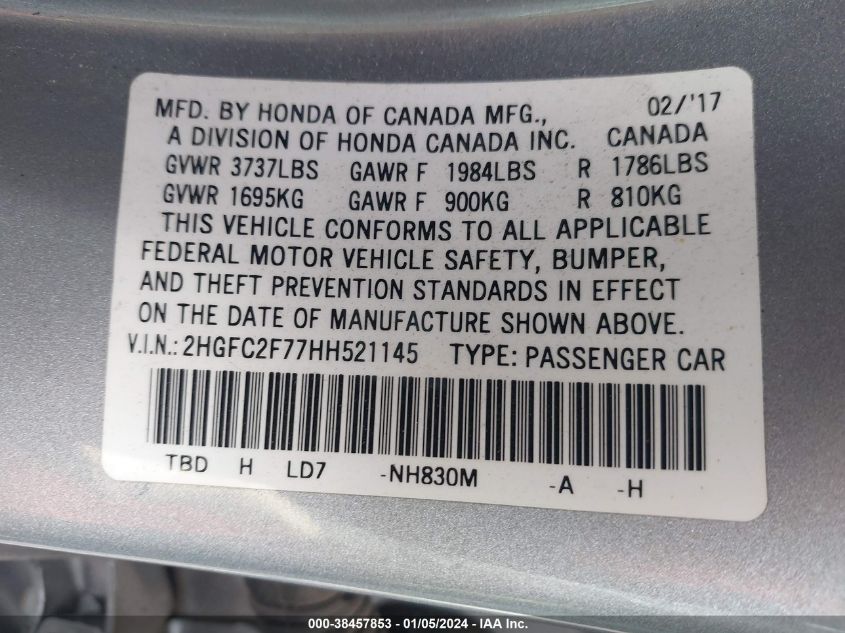 MFD. BY HONDA OF CANADA MFG., 02/'17
A DIVISION OF HONDA CANADA INC. CANADA
GVWR 3737LBS GAWR F 1984LBS R 1786LBS
GVWR 1695KG GAWR F 900KG R 810KG
THIS VEHICLE CONFORMS TO ALL APPLICABLE
FEDERAL MOTOR VEHICLE SAFETY, BUMPER,
AND THEFT PREVENTION STANDARDS IN EFFECT
ON THE DATE OF MANUFACTURE SHOWN ABOVE.
V.I.N.: 2HGFC2F77HH521145 TYPE: PASSENGER CAR
TBD H LD7 -NH830M -A -H
000-38457853 - 01/05/2024 - IAA Inc.